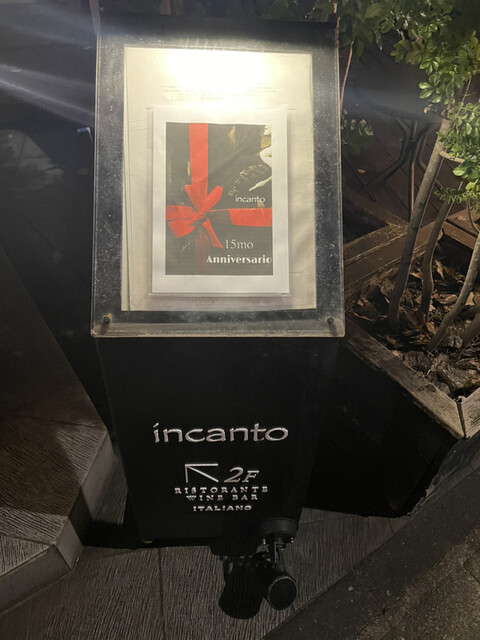 incanto
15mo
Anniversario
incanto
2F
RISTORANTE
WINE BAR
ITALIANO